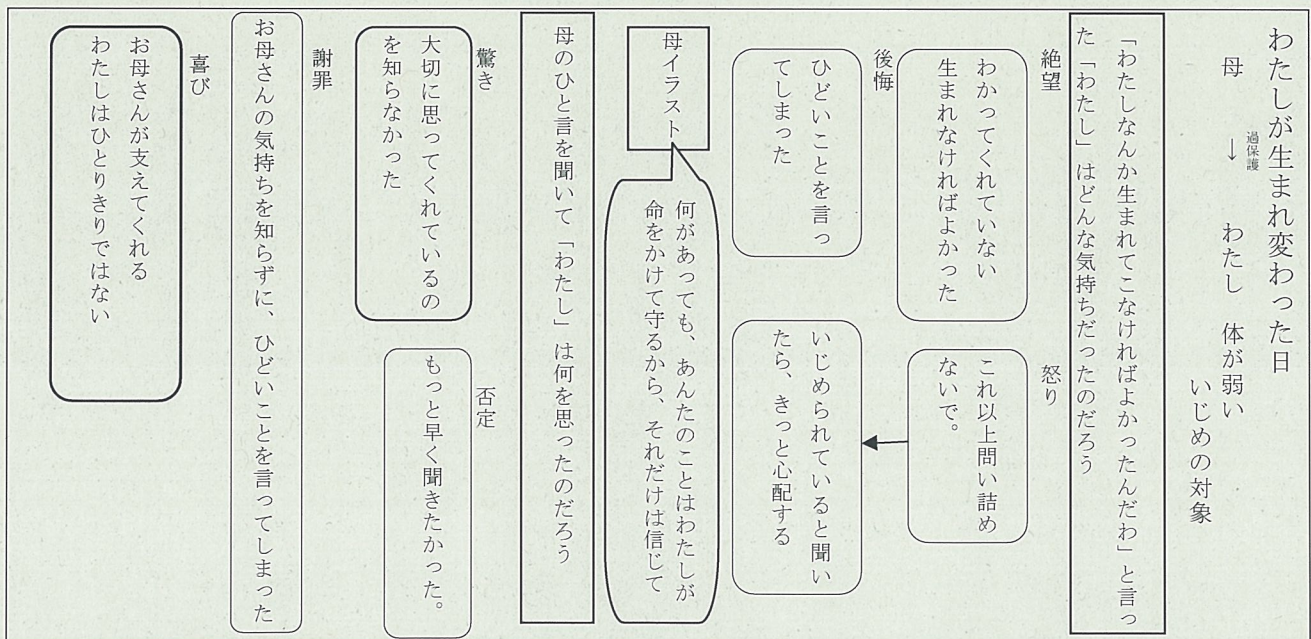 わたしが生まれ変わった日
母 → わたし 体が弱い
過保護
いじめの対象
「わたしなんか生まれてこなければよかったんだわ」と言っ
た「わたし」はどんな気持ちだったのだろう
絶望
わかってくれていない
生まれなければよかった
怒り
これ以上問い詰め
ないで。
後悔
ひどいことを言っ
てしまった
いじめられていると聞い
たら、きっと心配する
母イラスト
何があっても、あんたのことはわたしが
命をかけて守るから、それだけは信じて
母のひと言を聞いて「わたし」は何を思ったのだろう
驚き
大切に思ってくれているの
を知らなかった
否定
もっと早く聞きたかった。
謝罪
お母さんの気持ちを知らずに、ひどいことを言ってしまった
喜び
お母さんが支えてくれる
わたしはひとりきりではない